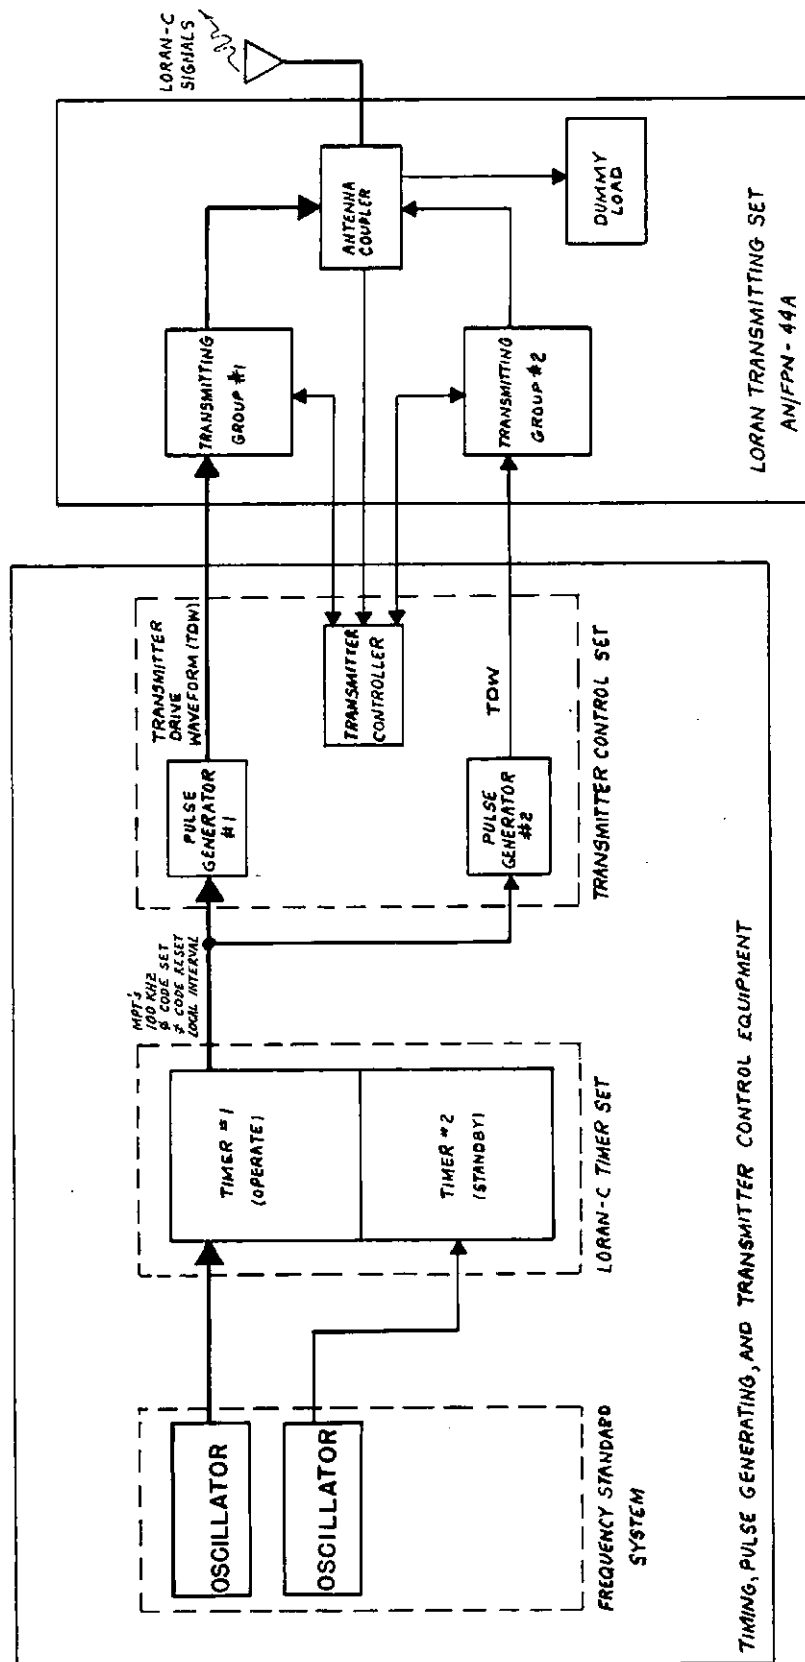 OSCILLATOR
OSCILLATOR
FREQUENCY STANDARD
SYSTEM
TIMER #1
(OPERATE)
TIMER #2
(STANDBY)
LORAN-C TIMER SET
MPT'S
100 KHZ
ϕ CODE SET
ϕ CODE RESET
LOCAL INTERVAL
PULSE
GENERATOR
#1
TRANSMITTER
DRIVE
WAVEFORM (TDW)
TRANSMITTER
CONTROLLER
PULSE
GENERATOR
#2
TDW
TRANSMITTER CONTROL SET
TIMING, PULSE GENERATING, AND TRANSMITTER CONTROL EQUIPMENT
TRANSMITTING
GROUP #1
TRANSMITTING
GROUP #2
ANTENNA
COUPLER
DUMMY
LOAD
LORAN-C
SIGNALS
LORAN TRANSMITTING SET
AN/FPN-44A